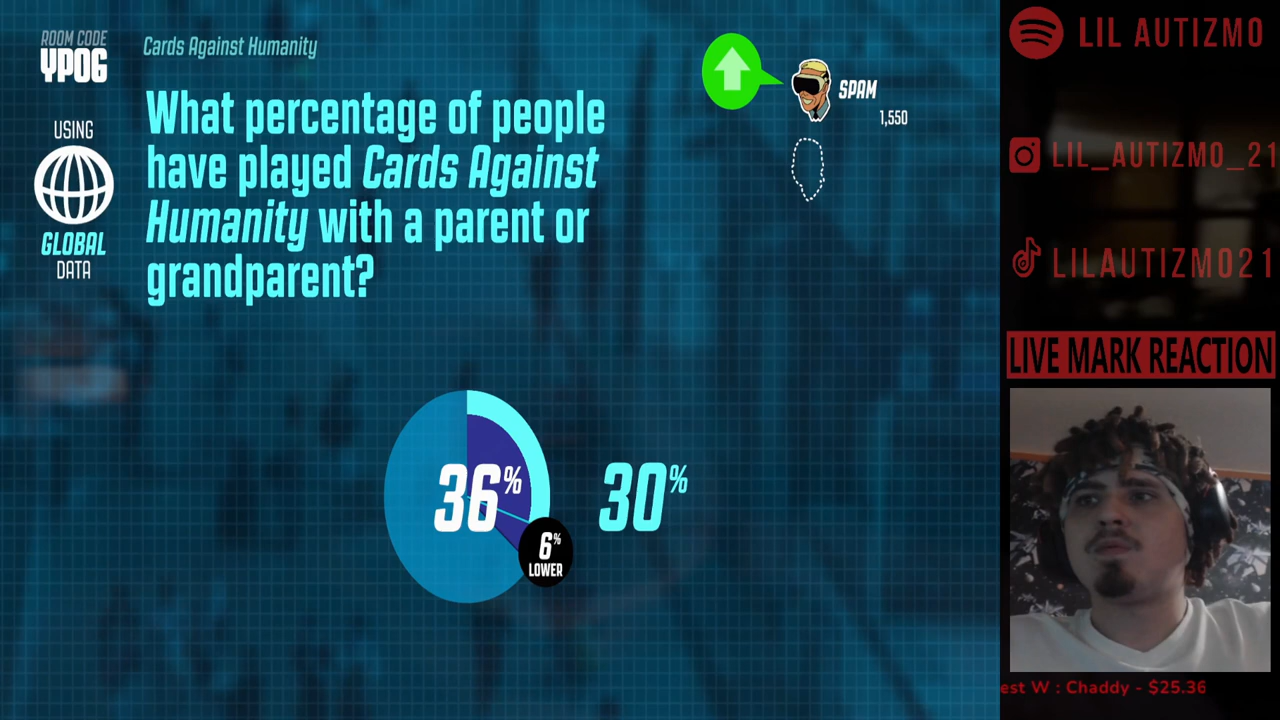 ROOM CODE
YPOG
Cards Against Humanity
USING
GLOBAL
DATA
What percentage of people
have played Cards Against
Humanity with a parent or
grandparent?
SPAM
1,550
36%
30%
6%
LOWER
LIL AUTIZMO
LIL_AUTIZMO_21
LILAUTIZMO21
LIVE MARK REACTION
est W : Chaddy - $25.36